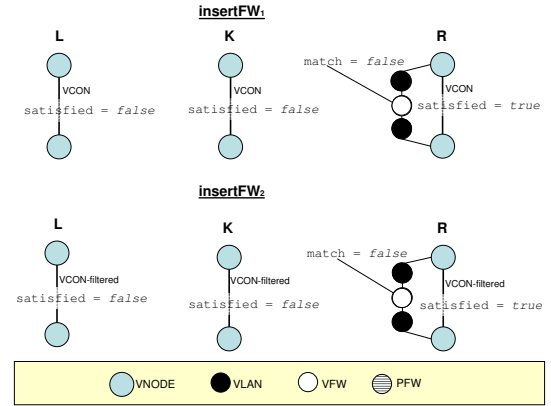 insertFW1
L K R
match = false
VCON VCON VCON
satisfied = false satisfied = false satisfied = true
insertFW2
L K R
match = false
VCON-filtered VCON-filtered VCON-filtered
satisfied = false satisfied = false satisfied = true
VNODE VLAN VFW PFW